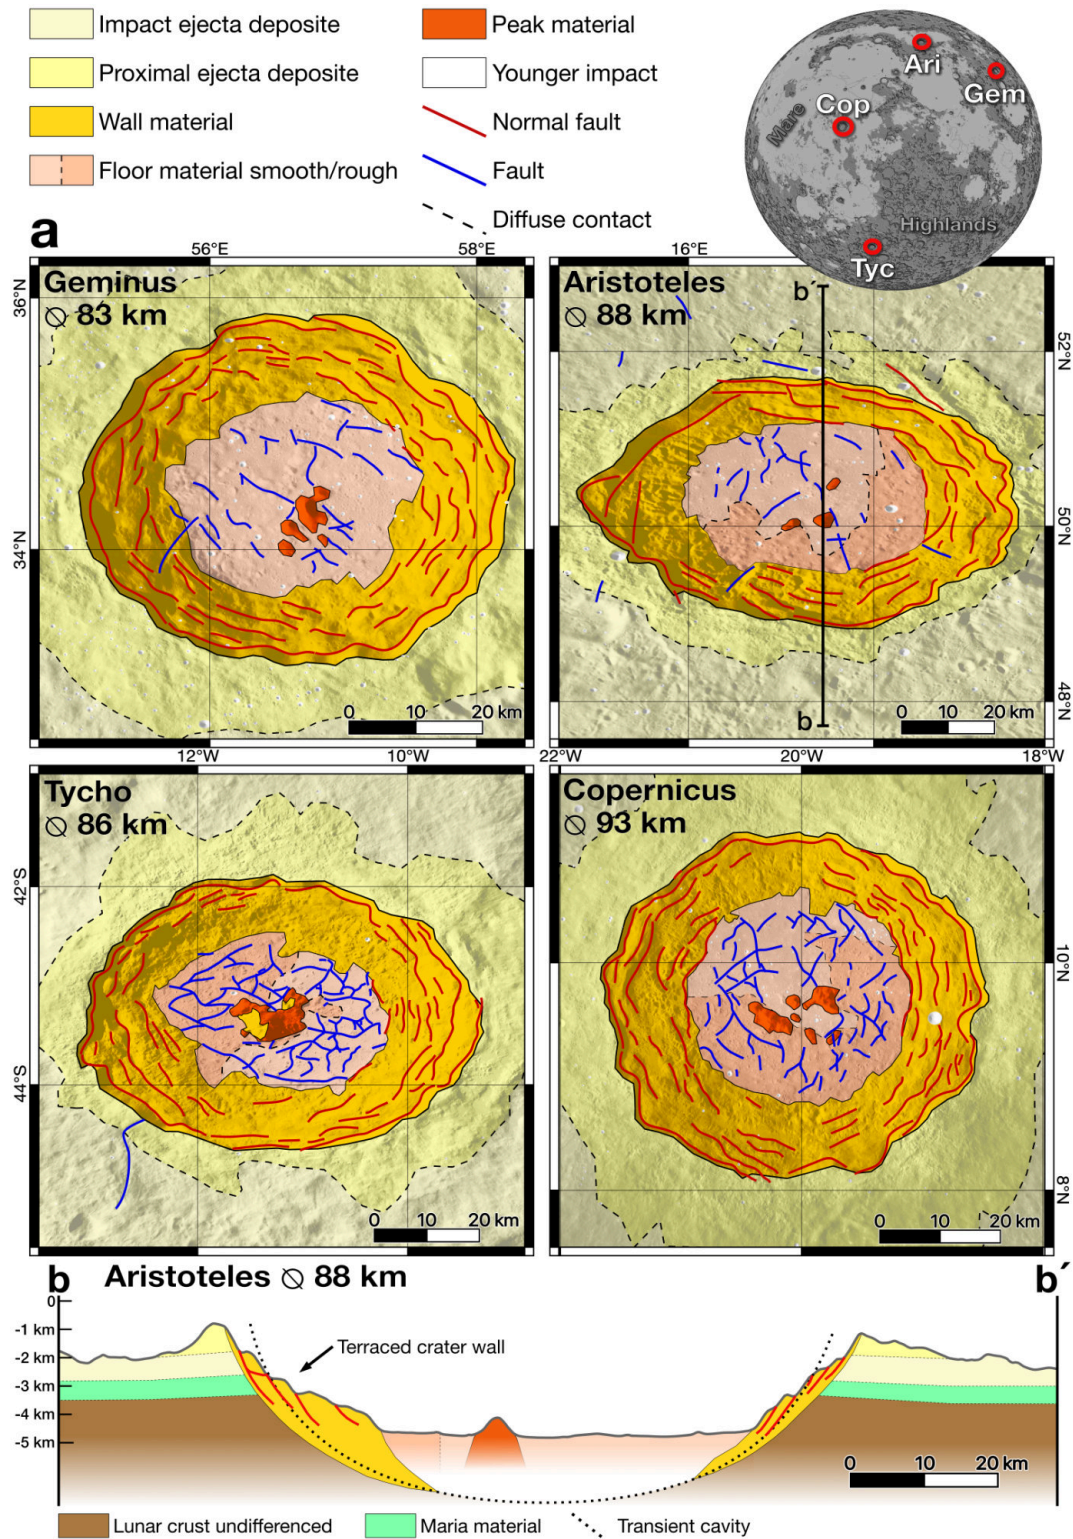 Impact ejecta deposite
Proximal ejecta deposite
Wall material
Floor material smooth/rough
Peak material
Younger impact
Normal fault
Fault
Diffuse contact
Ari
Gem
Cop
Mare
Highlands
Tyc
a
56°E 58°E
Geminus
∅ 83 km
36°N
34°N
0 10 20 km
16°E
Aristoteles
∅ 88 km
b´
b
52°N
50°N
48°N
0 10 20 km
12°W 10°W
Tycho
∅ 86 km
42°S
44°S
0 10 20 km
22°W 20°W 18°W
Copernicus
∅ 93 km
10°N
8°N
0 10 20 km
b Aristoteles ∅ 88 km b´
0
-1 km
-2 km
-3 km
-4 km
-5 km
Terraced crater wall
0 10 20 km
Lunar crust undifferenced
Maria material
Transient cavity